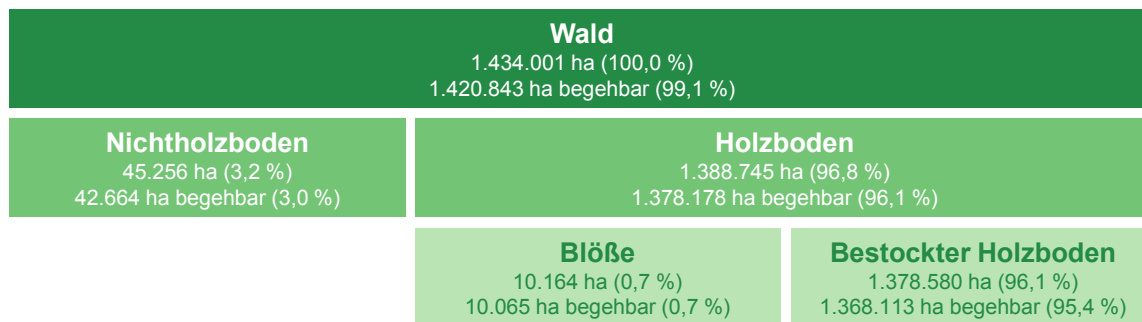 Wald
1.434.001 ha (100,0 %)
1.420.843 ha begehbar (99,1 %)
Nichtholzboden
45.256 ha (3,2 %)
42.664 ha begehbar (3,0 %)
Holzboden
1.388.745 ha (96,8 %)
1.378.178 ha begehbar (96,1 %)
Blöße
10.164 ha (0,7 %)
10.065 ha begehbar (0,7 %)
Bestockter Holzboden
1.378.580 ha (96,1 %)
1.368.113 ha begehbar (95,4 %)